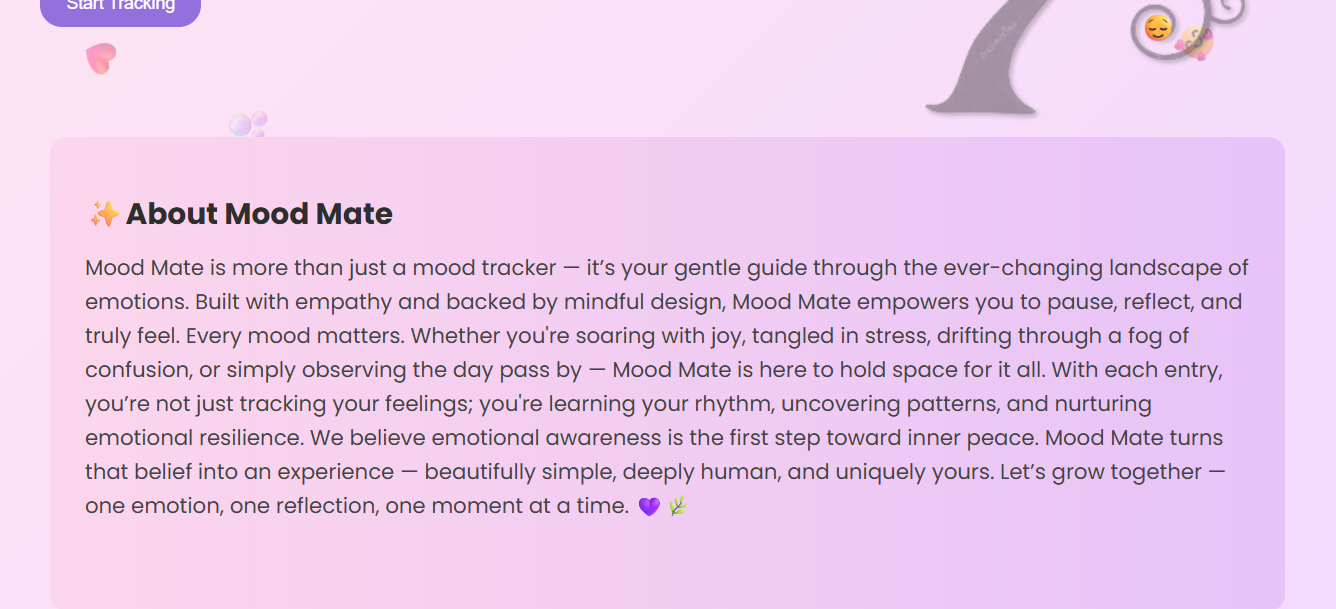 Start Tracking
✨ About Mood Mate
Mood Mate is more than just a mood tracker — it’s your gentle guide through the ever-changing landscape of
emotions. Built with empathy and backed by mindful design, Mood Mate empowers you to pause, reflect, and
truly feel. Every mood matters. Whether you're soaring with joy, tangled in stress, drifting through a fog of
confusion, or simply observing the day pass by — Mood Mate is here to hold space for it all. With each entry,
you’re not just tracking your feelings; you're learning your rhythm, uncovering patterns, and nurturing
emotional resilience. We believe emotional awareness is the first step toward inner peace. Mood Mate turns
that belief into an experience — beautifully simple, deeply human, and uniquely yours. Let’s grow together —
one emotion, one reflection, one moment at a time. 💜 🌿